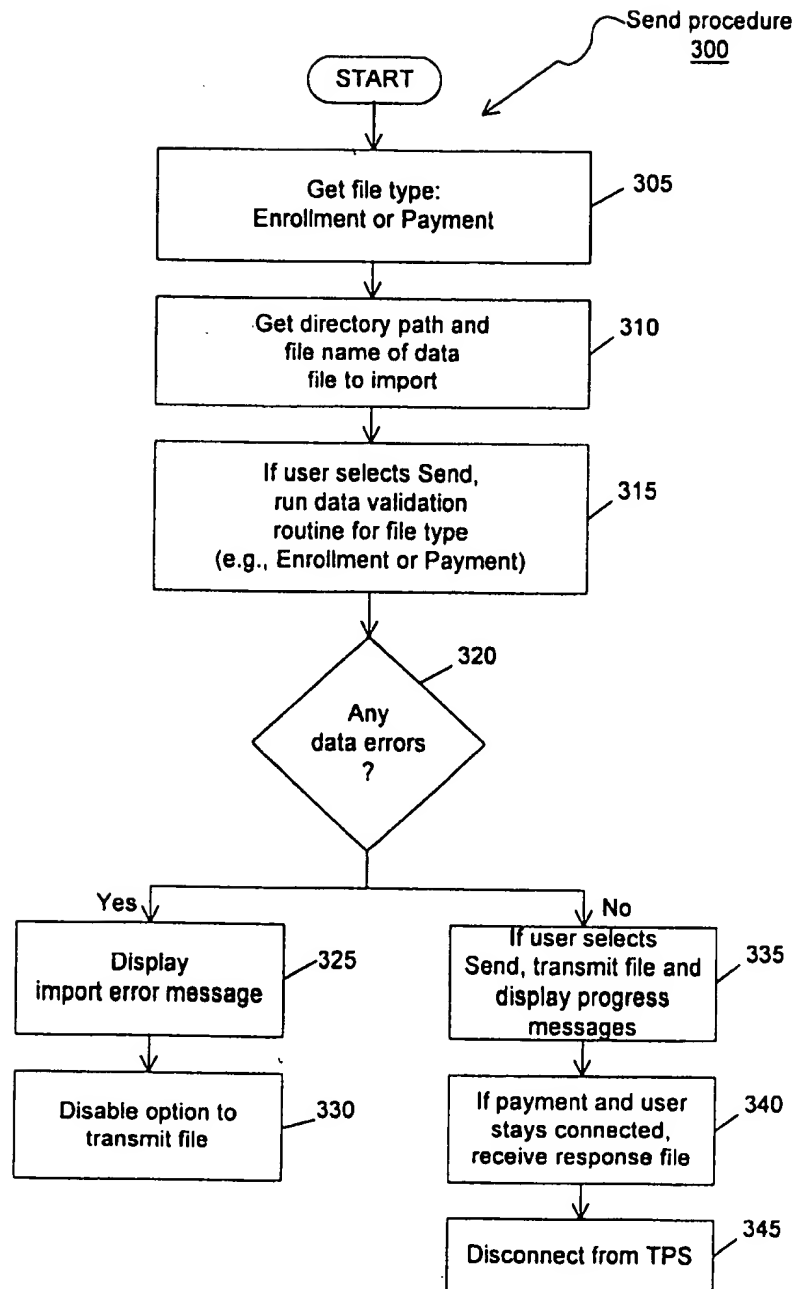 Send procedure
300
START
Get file type:
Enrollment or Payment
305
Get directory path and
file name of data
file to import
310
If user selects Send,
run data validation
routine for file type
(e.g., Enrollment or Payment)
315
320
Any
data errors
?
Yes
No
Display
import error message
325
If user selects
Send, transmit file and
display progress
messages
335
Disable option to
transmit file
330
If payment and user
stays connected,
receive response file
340
Disconnect from TPS
345